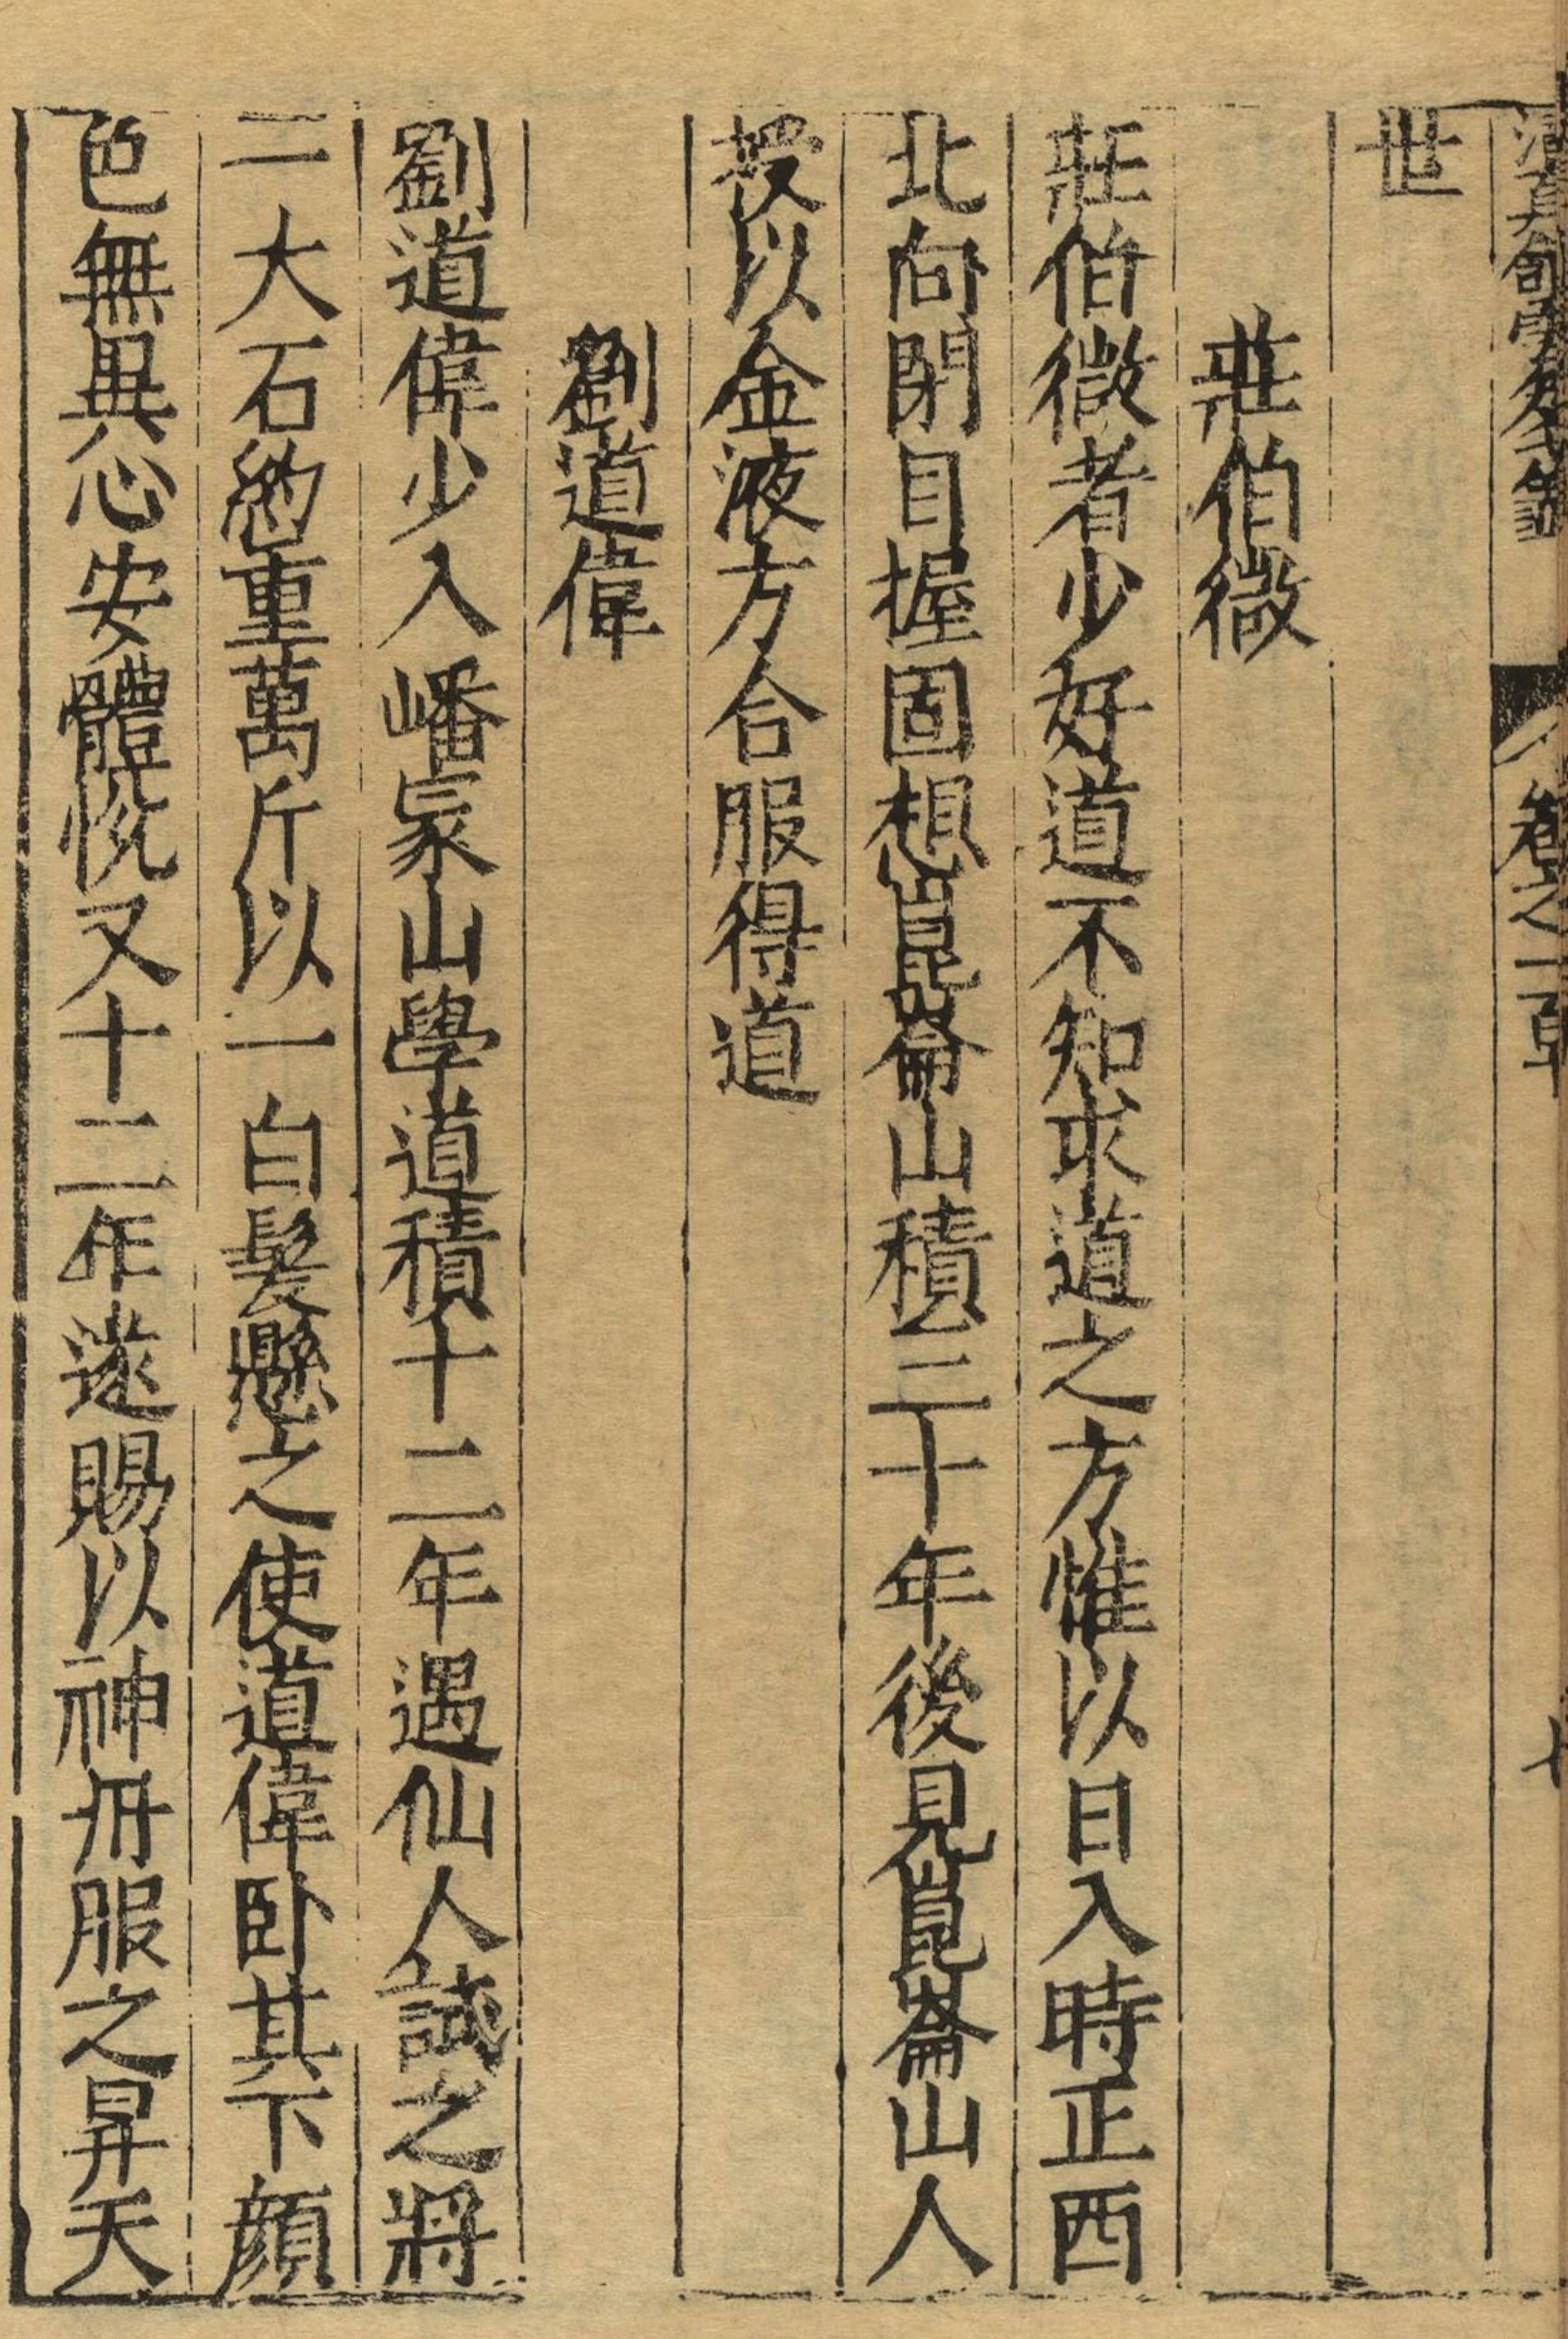 世
莊伯微
莊伯微者少好道不知求道之方惟以日入時正西
北向閉目握固想崑崙山積三十年後見崑崙山人
授以金液方合服得道
劉道偉
劉道偉少入嶓冢山學道積十二年遇仙人試之將
一大石約重萬斤以一白髮懸之使道偉卧其下顔
色無異心安體悅又十二年遂賜以神丹服之昇天
卷之一百